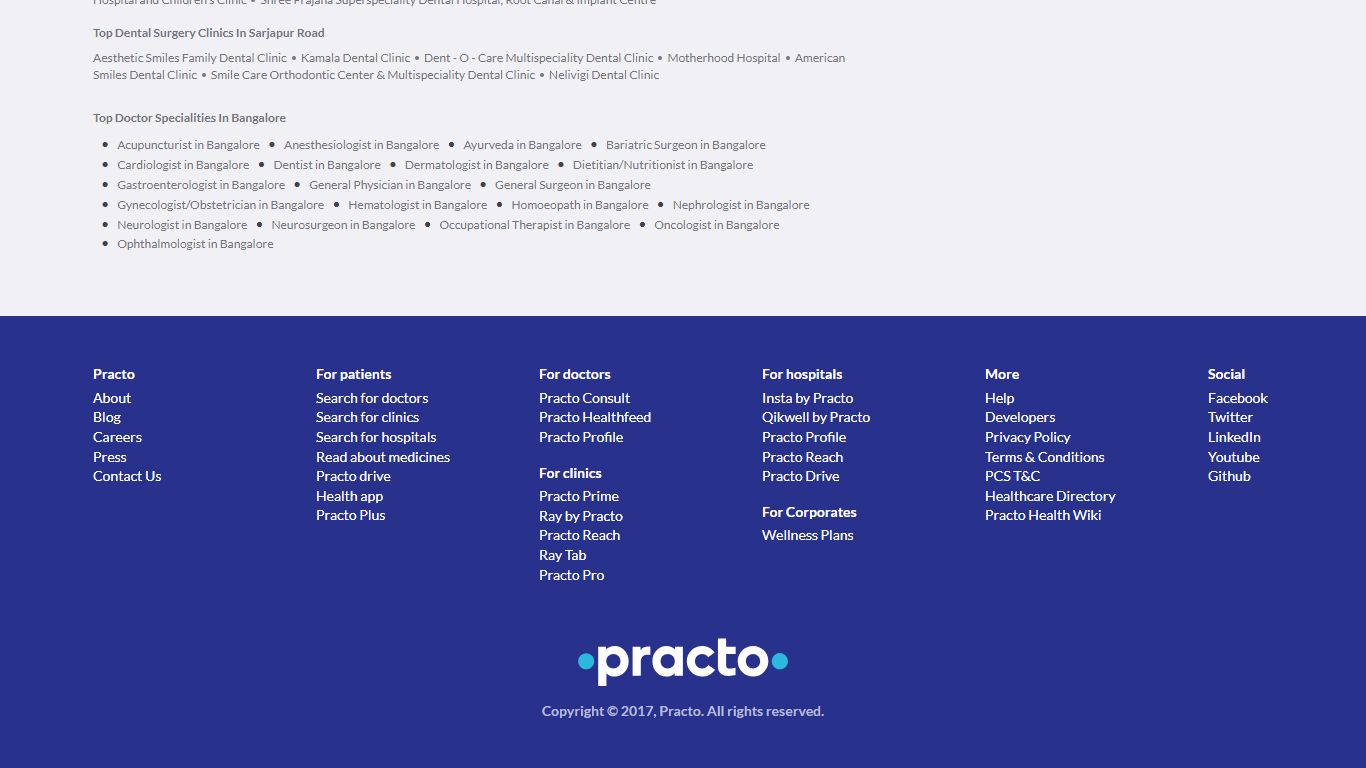 Hospital and Children's Clinic • Shree Prajana Superspeciality Dental Hospital, Root Canal & Implant Centre
Top Dental Surgery Clinics In Sarjapur Road
Aesthetic Smiles Family Dental Clinic • Kamala Dental Clinic • Dent - O - Care Multispeciality Dental Clinic • Motherhood Hospital • American
Smiles Dental Clinic • Smile Care Orthodontic Center & Multispeciality Dental Clinic • Nelivigi Dental Clinic
Top Doctor Specialities In Bangalore
• Acupuncturist in Bangalore • Anesthesiologist in Bangalore • Ayurveda in Bangalore • Bariatric Surgeon in Bangalore
• Cardiologist in Bangalore • Dentist in Bangalore • Dermatologist in Bangalore • Dietitian/Nutritionist in Bangalore
• Gastroenterologist in Bangalore • General Physician in Bangalore • General Surgeon in Bangalore
• Gynecologist/Obstetrician in Bangalore • Hematologist in Bangalore • Homoeopath in Bangalore • Nephrologist in Bangalore
• Neurologist in Bangalore • Neurosurgeon in Bangalore • Occupational Therapist in Bangalore • Oncologist in Bangalore
• Ophthalmologist in Bangalore
Practo
About
Blog
Careers
Press
Contact Us
For patients
Search for doctors
Search for clinics
Search for hospitals
Read about medicines
Practo drive
Health app
Practo Plus
For doctors
Practo Consult
Practo Healthfeed
Practo Profile
For clinics
Practo Prime
Ray by Practo
Practo Reach
Ray Tab
Practo Pro
For hospitals
Insta by Practo
Qikwell by Practo
Practo Profile
Practo Reach
Practo Drive
For Corporates
Wellness Plans
More
Help
Developers
Privacy Policy
Terms & Conditions
PCS T&C
Healthcare Directory
Practo Health Wiki
Social
Facebook
Twitter
LinkedIn
Youtube
Github
practo
Copyright © 2017, Practo. All rights reserved.